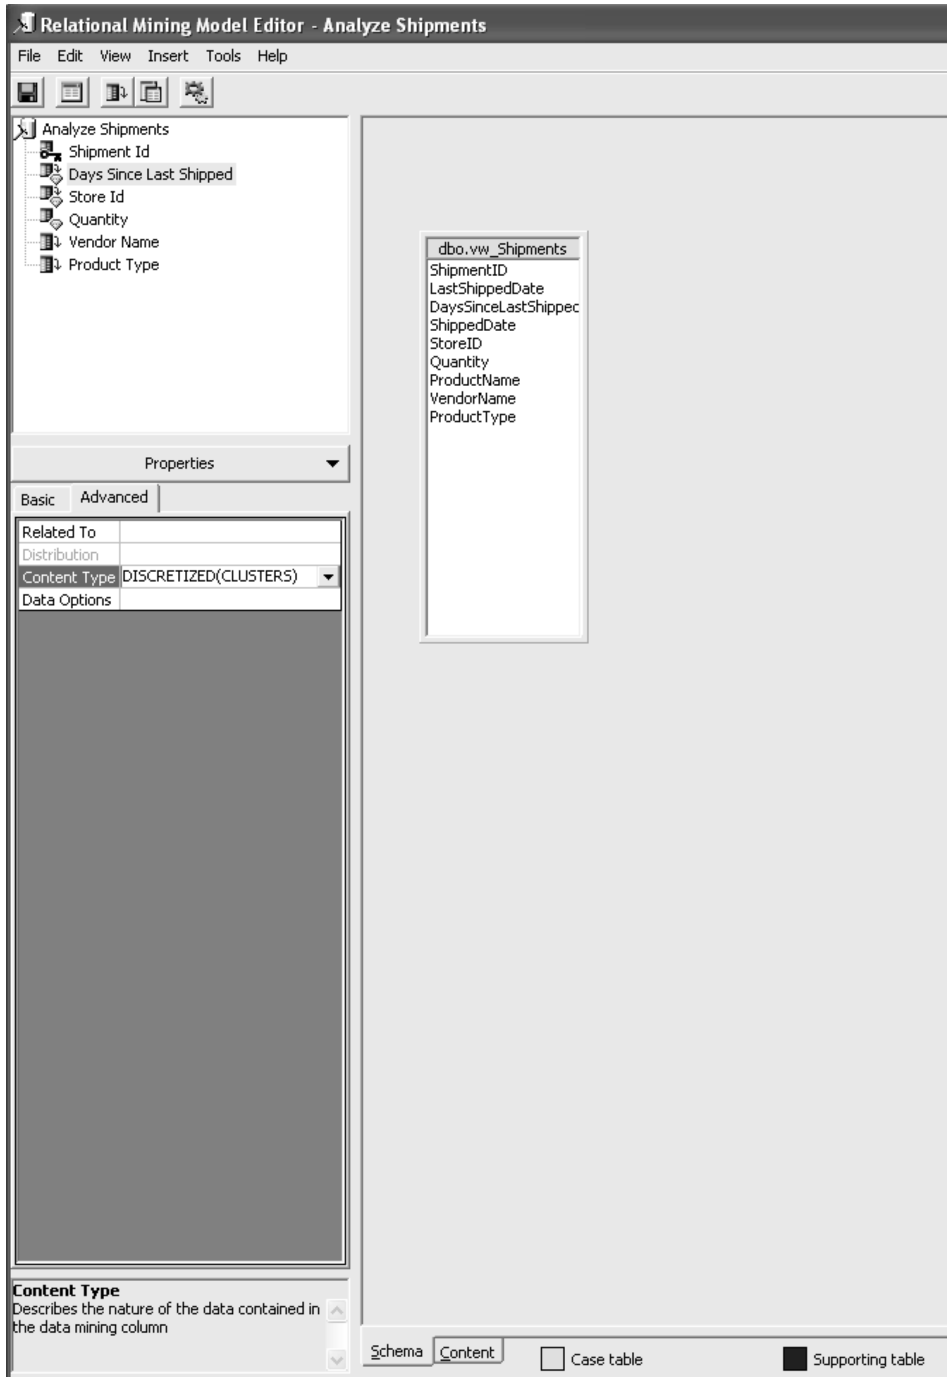 Relational Mining Model Editor - Analyze Shipments
File Edit View Insert Tools Help
Analyze Shipments
Shipment Id
Days Since Last Shipped
Store Id
Quantity
Vendor Name
Product Type
Properties
Basic Advanced
Related To
Distribution
Content Type DISCRETIZED(CLUSTERS)
Data Options
Content Type
Describes the nature of the data contained in
the data mining column
dbo.vw_Shipments
ShipmentID
LastShippedDate
DaysSinceLastShippec
ShippedDate
StoreID
Quantity
ProductName
VendorName
ProductType
Schema Content Case table Supporting table